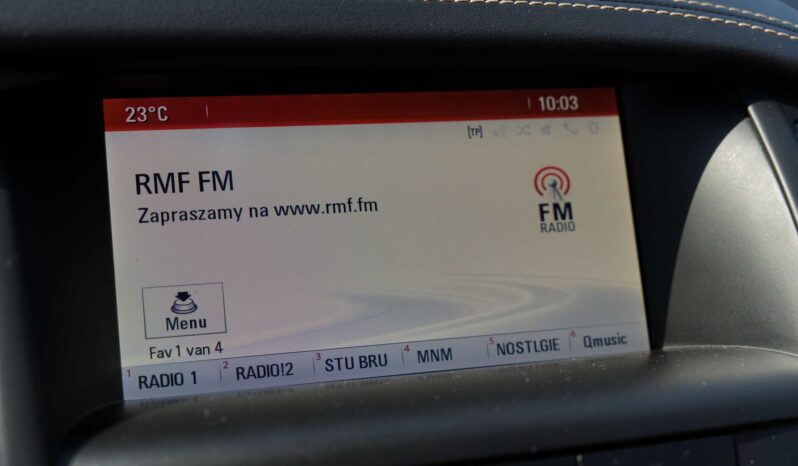 23°C 10:03
[TP]
RMF FM
Zapraszamy na www.rmf.fm
FM
RADIO
Menu
Fav 1 van 4
1 RADIO 1 2 RADIO!2 3 STU BRU 4 MNM 5 NOSTLGIE 6 Qmusic